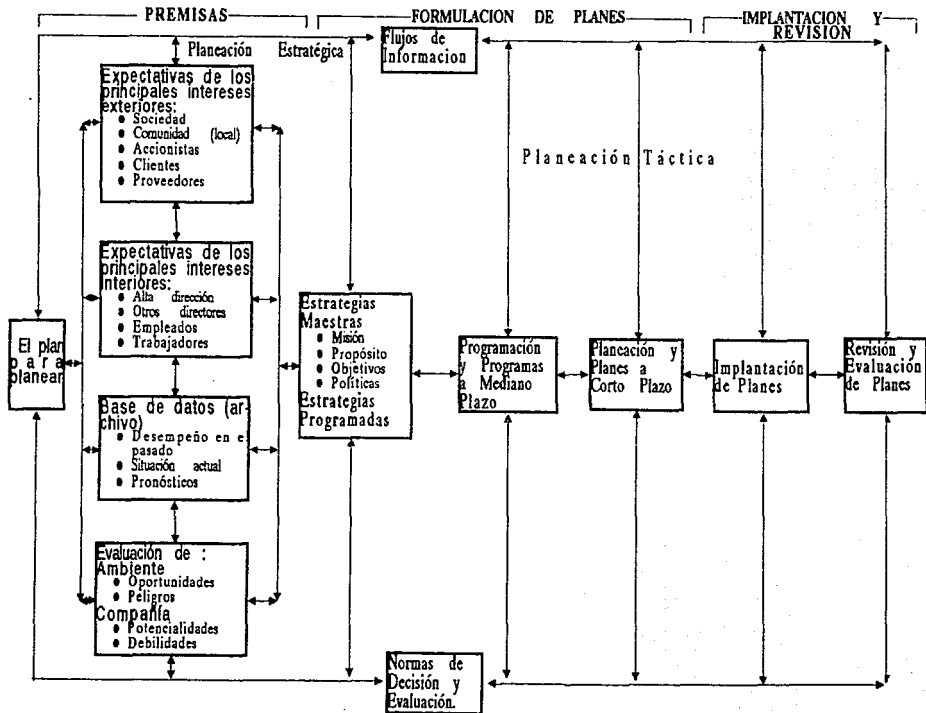 PREMISAS
FORMULACION DE PLANES
IMPLANTACION Y
REVISION
Flujos de
Informacion
Planeación Estratégica
Expectativas de los
principales intereses
exteriores:
• Sociedad
• Comunidad (local)
• Accionistas
• Clientes
• Proveedores
Planeación Táctica
Expectativas de los
principales intereses
interiores:
• Alta dirección
• Otros directores
• Empleados
• Trabajadores
El plan
para
planear
Base de datos (ar-
chivo)
• Desempeño en e
pasado
• Situación actual
• Pronósticos
Evaluación de :
Ambiente
• Oportunidades
• Peligros
Compañía
• Potencialidades
• Debilidades
Estrategias
Maestras
• Misión
• Propósito
• Objetivos
• Políticas
Estrategias
Programadas
Programación
y Programas
a Mediano
Plazo
Planeación y
Planes a
Corto Plazo
Implantación
de Planes
Revisión y
Evaluación
de Planes
Normas de
Decisión y
Evaluación.